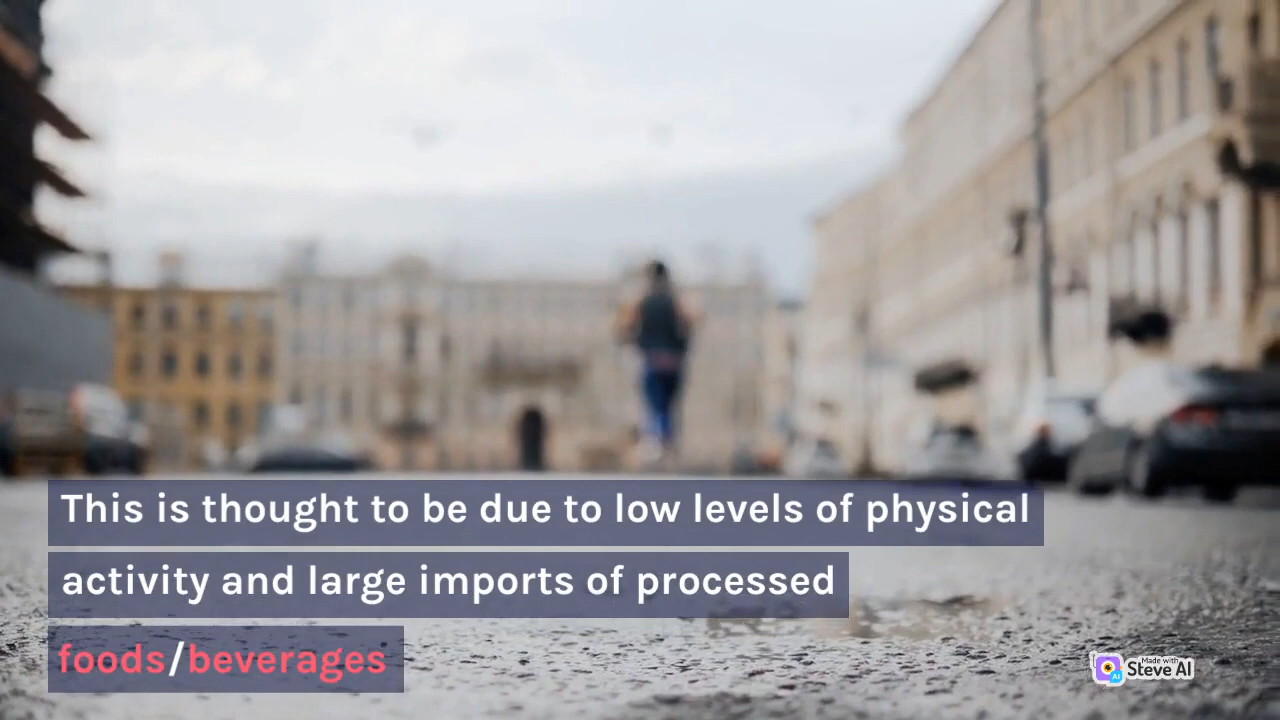 This is thought to be due to low levels of physical
activity and large imports of processed
foods/beverages
Made with
Steve AI